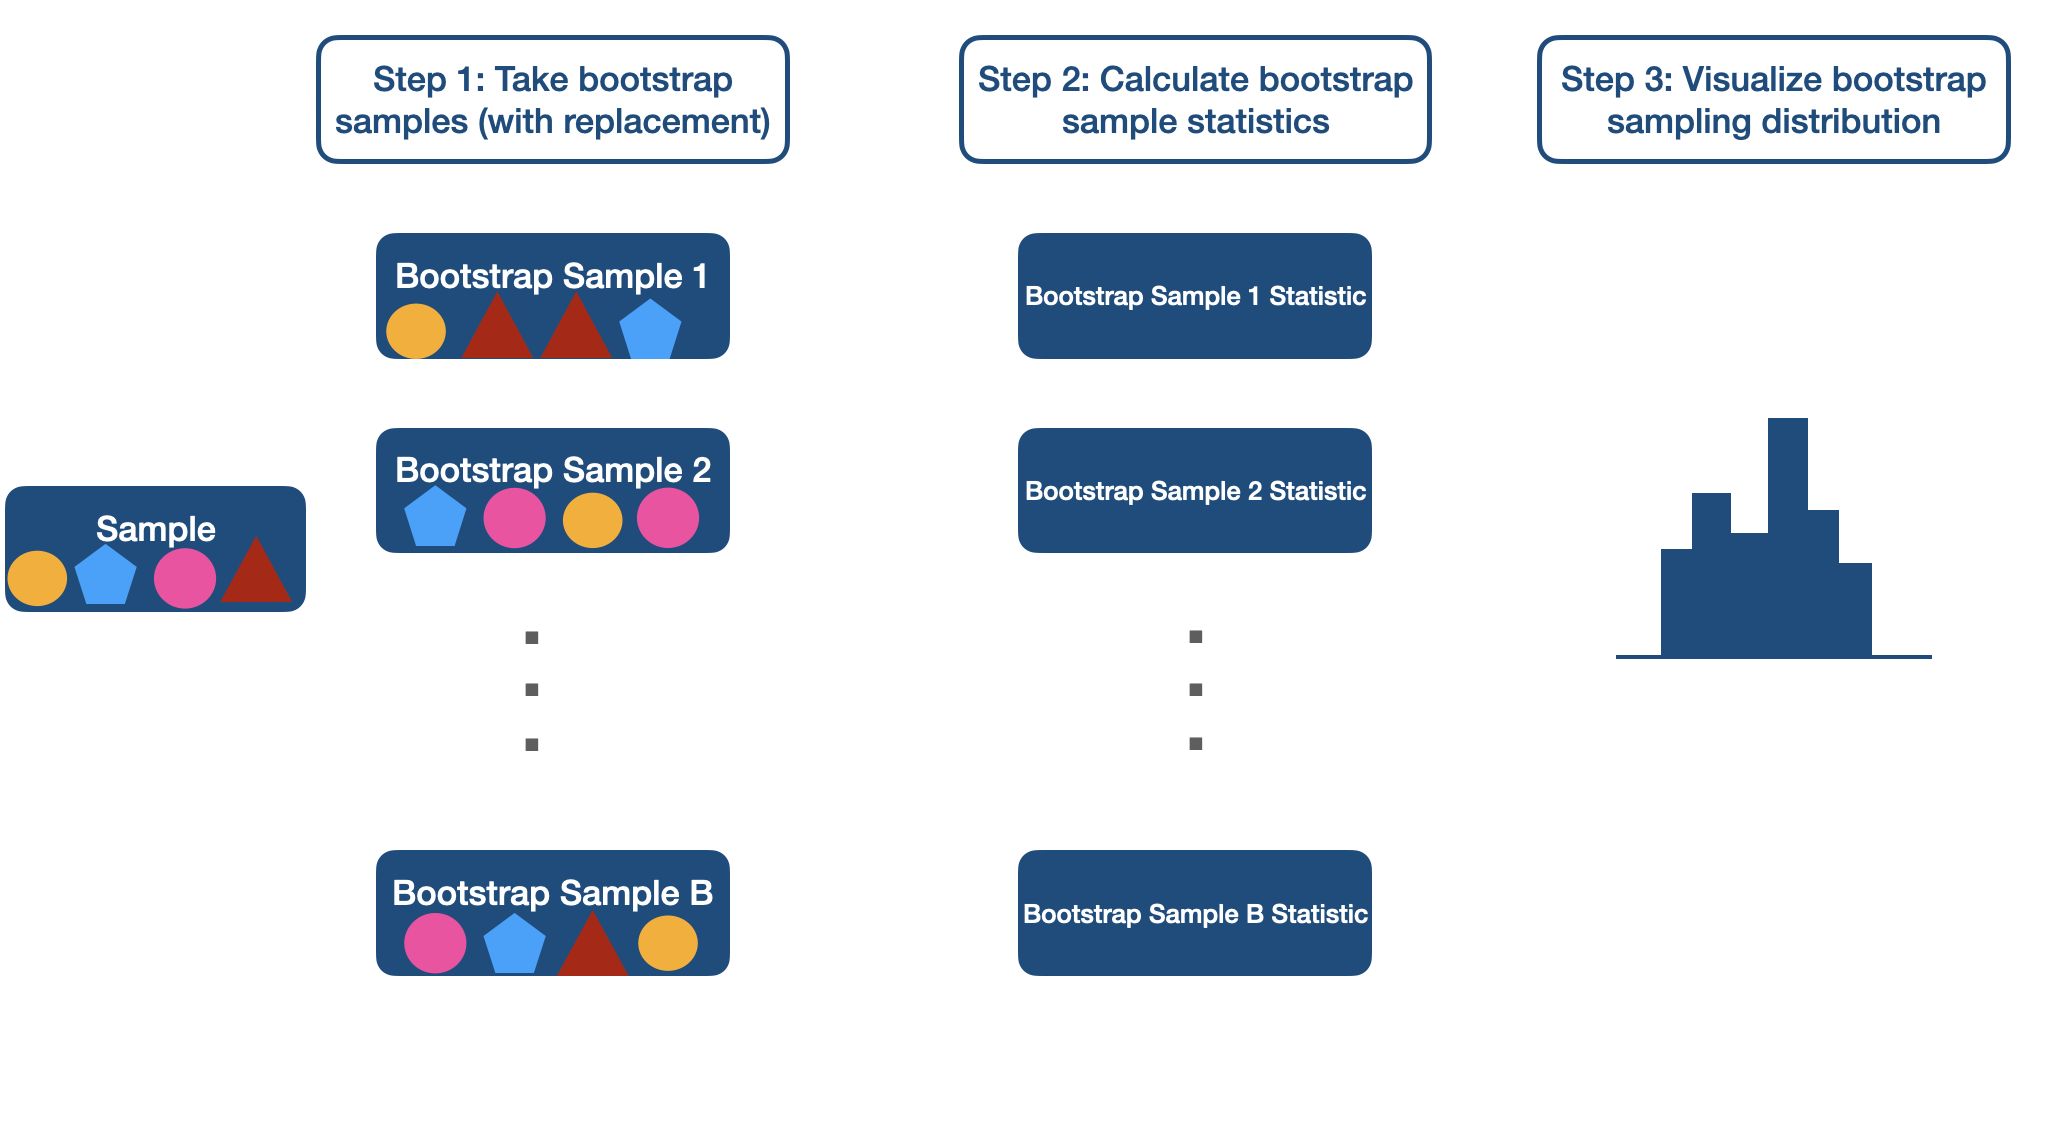 Step 1: Take bootstrap
samples (with replacement)
Step 2: Calculate bootstrap
sample statistics
Step 3: Visualize bootstrap
sampling distribution
Bootstrap Sample 1
Bootstrap Sample 1 Statistic
Bootstrap Sample 2
Bootstrap Sample 2 Statistic
Sample
Bootstrap Sample B
Bootstrap Sample B Statistic